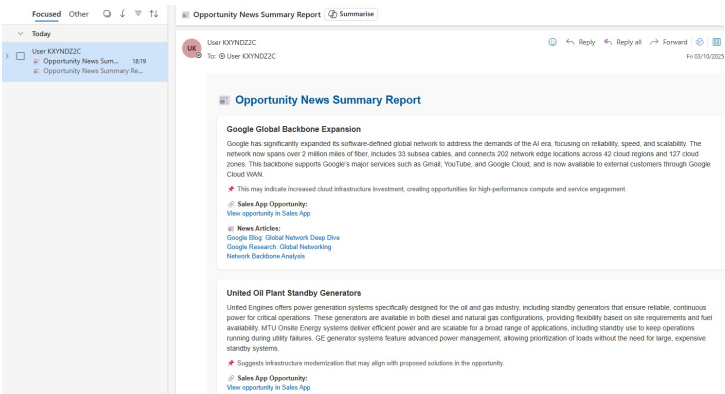 Focused Other
Today
User KXYNDZ2C
Opportunity News Sum... 18:19
Opportunity News Summary Re...
Opportunity News Summary Report Summarise
UK
User KXYNDZ2C
To: User KXYNDZ2C
Reply Reply all Forward
Fri 03/10/2025
Opportunity News Summary Report
Google Global Backbone Expansion
Google has significantly expanded its software-defined global network to address the demands of the AI era, focusing on reliability, speed, and scalability. The
network now spans over 2 million miles of fiber, includes 33 subsea cables, and connects 202 network edge locations across 42 cloud regions and 127 cloud
zones. This backbone supports Google's major services such as Gmail, YouTube, and Google Cloud, and is now available to external customers through Google
Cloud WAN.
This may indicate increased cloud infrastructure investment, creating opportunities for high-performance compute and service engagement.
Sales App Opportunity:
View opportunity in Sales App
News Articles:
Google Blog: Global Network Deep Dive
Google Research: Global Networking
Network Backbone Analysis
United Oil Plant Standby Generators
United Engines offers power generation systems specifically designed for the oil and gas industry, including standby generators that ensure reliable, continuous
power for critical operations. These generators are available in both diesel and natural gas configurations, providing flexibility based on site requirements and fuel
availability. MTU Onsite Energy systems deliver efficient power and are scalable for a broad range of applications, including standby use to keep operations
running during utility failures. GE generator systems feature advanced power management, allowing prioritization of loads without the need for large, expensive
standby systems.
Suggests infrastructure modernization that may align with proposed solutions in the opportunity.
Sales App Opportunity:
View opportunity in Sales App